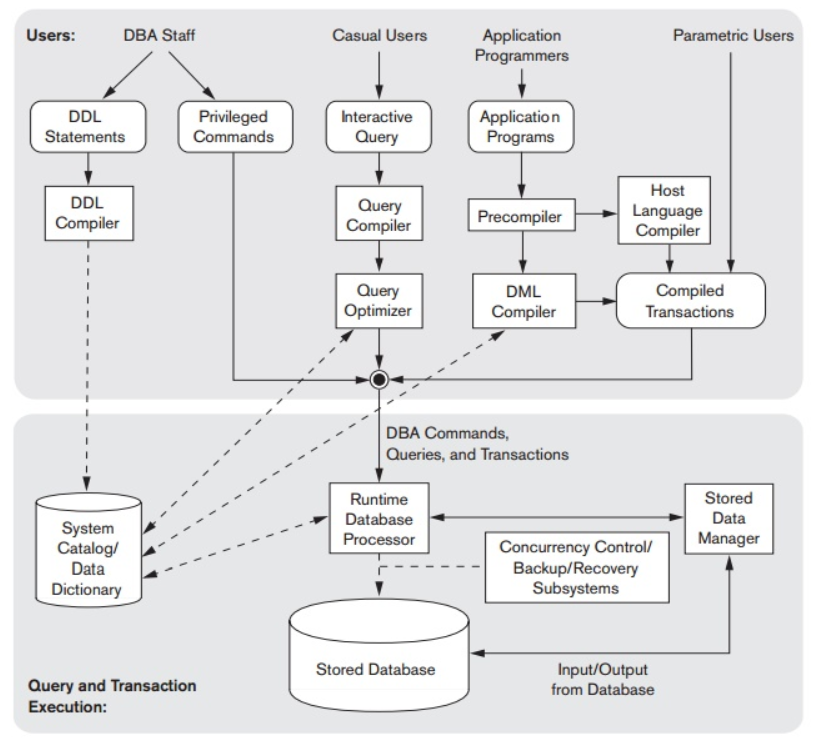 Users:
DBA Staff
Casual Users
Application
Programmers
Parametric Users
DDL
Statements
Privileged
Commands
Interactive
Query
Application
Programs
DDL
Compiler
Query
Compiler
Precompiler
Host
Language
Compiler
Query
Optimizer
DML
Compiler
Compiled
Transactions
DBA Commands,
Queries, and Transactions
System
Catalog/
Data
Dictionary
Runtime
Database
Processor
Stored
Data
Manager
Concurrency Control/
Backup/Recovery
Subsystems
Stored Database
Input/Output
from Database
Query and Transaction
Execution: